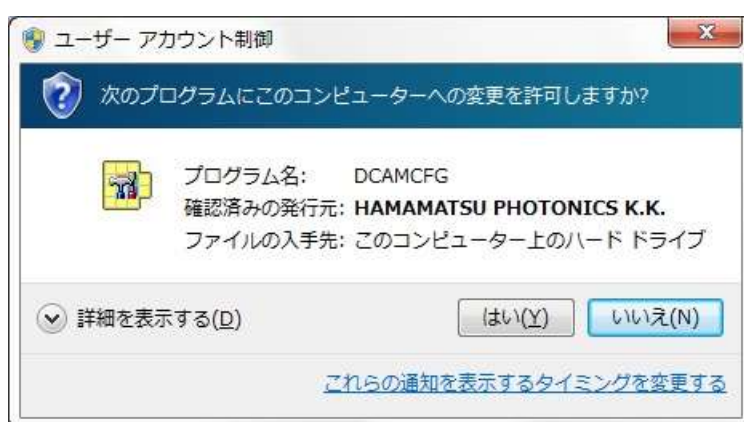 ユーザー アカウント制御
次のプログラムにこのコンピューターへの変更を許可しますか?
プログラム名: DCAMCFG
確認済みの発行元: HAMAMATSU PHOTONICS K.K.
ファイルの入手先: このコンピューター上のハード ドライブ
詳細を表示する(D) はい(Y) いいえ(N)
これらの通知を表示するタイミングを変更する